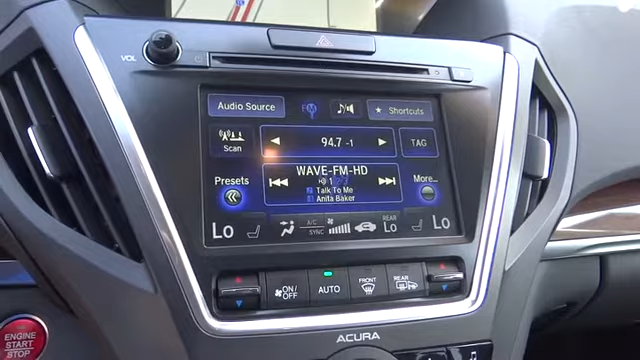 VOL
Audio Source
FM
Shortcuts
Scan
94.7 -1
TAG
WAVE-FM-HD
1
Talk To Me
Anita Baker
Presets
More...
Lo
A/C
SYNC
REAR
Lo
Lo
ON/
OFF
AUTO
FRONT
REAR
ACURA
ENGINE
START
STOP